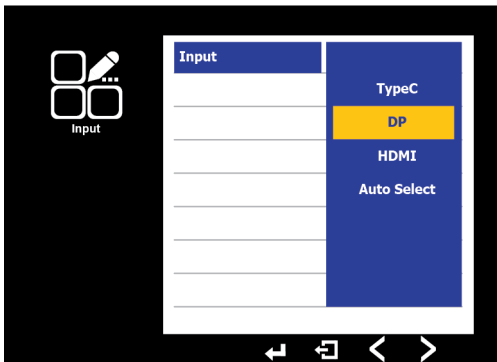 Input
TypeC
DP
Input
HDMI
Auto Select